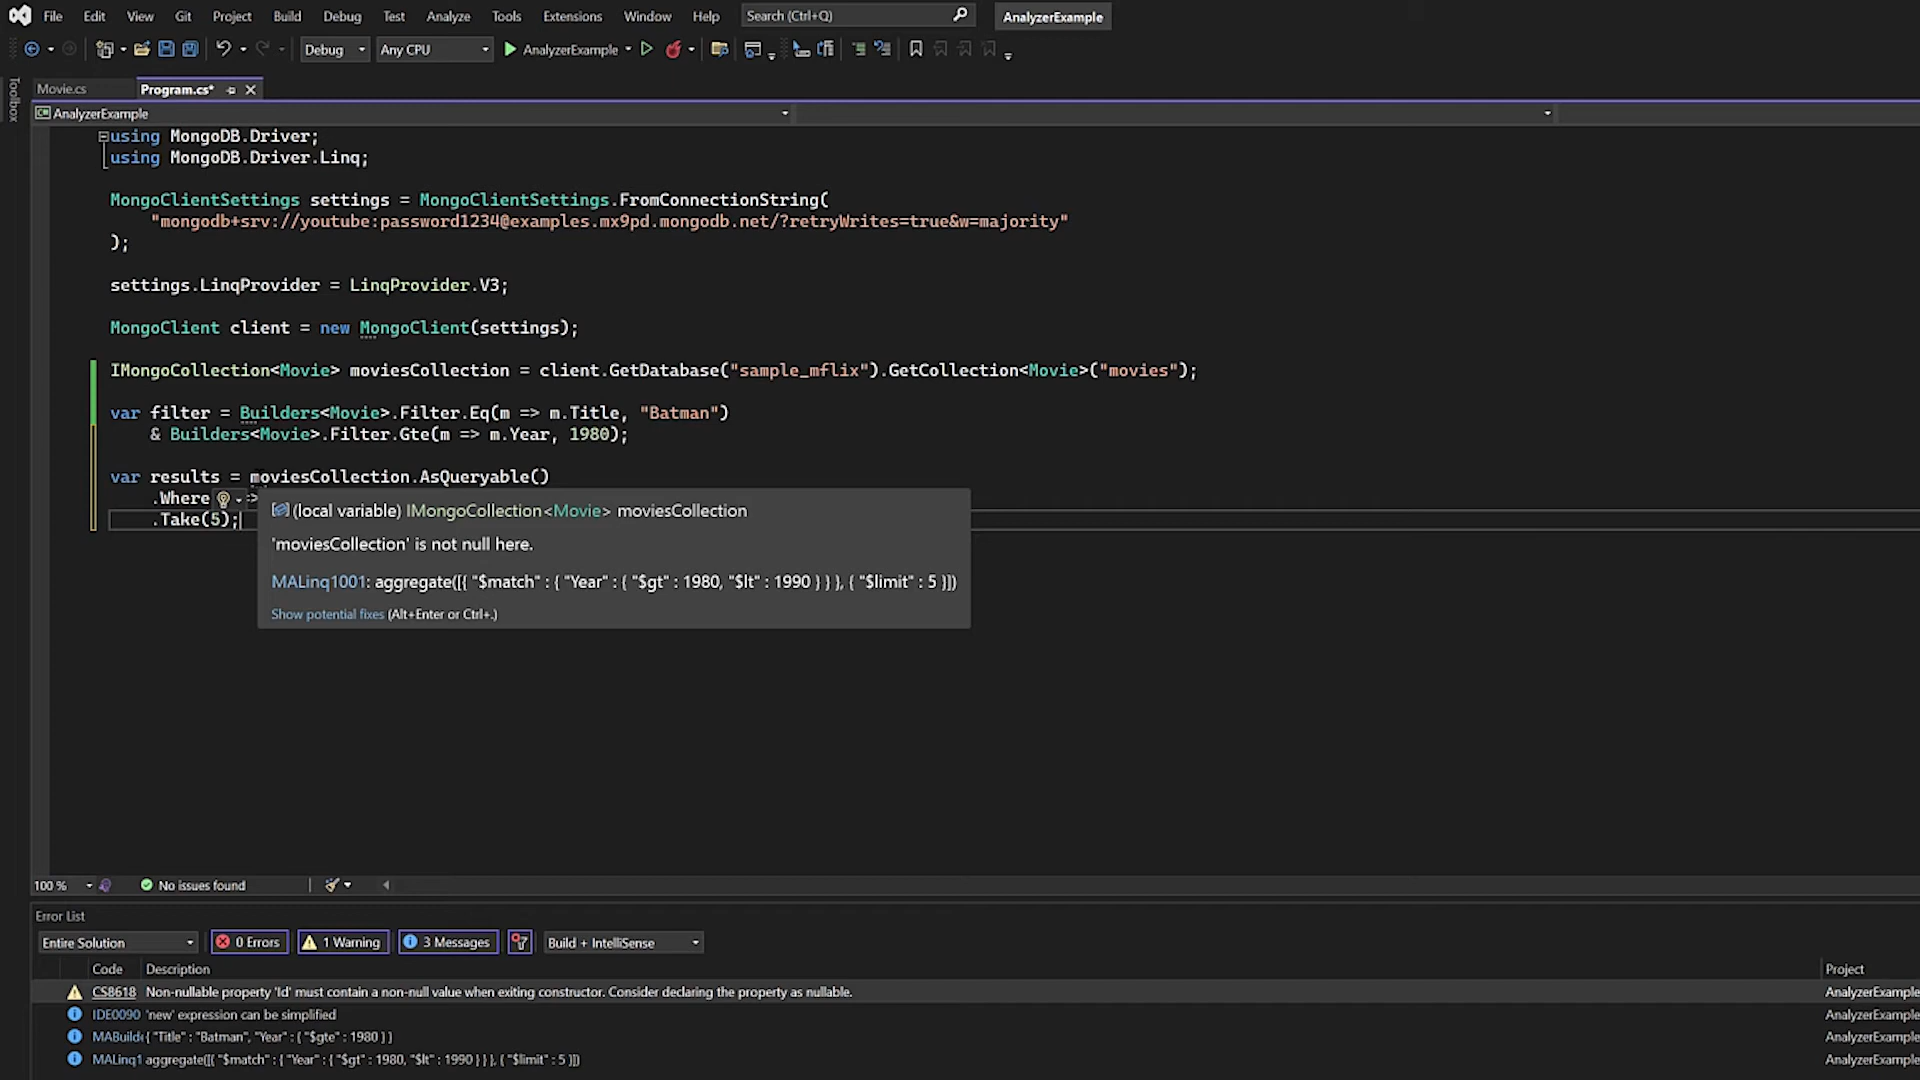 File Edit View Git Project Build Debug Test Analyze Tools Extensions Window Help Search (Ctrl+Q) AnalyzerExample
Debug Any CPU AnalyzerExample
Toolbox
Movie.cs Program.cs*
AnalyzerExample
using MongoDB.Driver;
using MongoDB.Driver.Linq;
MongoClientSettings settings = MongoClientSettings.FromConnectionString(
"mongodb+srv://youtube:password1234@examples.mx9pd.mongodb.net/?retryWrites=true&w=majority"
);
settings.LinqProvider = LinqProvider.V3;
MongoClient client = new MongoClient(settings);
IMongoCollection<Movie> moviesCollection = client.GetDatabase("sample_mflix").GetCollection<Movie>("movies");
var filter = Builders<Movie>.Filter.Eq(m => m.Title, "Batman")
& Builders<Movie>.Filter.Gte(m => m.Year, 1980);
var results = moviesCollection.AsQueryable()
.Where =>
.Take(5);
(local variable) IMongoCollection<Movie> moviesCollection
'moviesCollection' is not null here.
MALinq1001: aggregate([{ "$match" : { "Year" : { "$gt" : 1980, "$lt" : 1990 } } }, { "$limit" : 5 }])
Show potential fixes (Alt+Enter or Ctrl+.)
100 % No issues found
Error List
Entire Solution 0 Errors 1 Warning 3 Messages Build + IntelliSense
Code Description Project
CS8618 Non-nullable property 'Id' must contain a non-null value when exiting constructor. Consider declaring the property as nullable. AnalyzerExample
IDE0090 'new' expression can be simplified AnalyzerExample
MABuild { "Title" : "Batman", "Year" : { "$gte" : 1980 } } AnalyzerExample
MALinq1 aggregate([{ "$match" : { "Year" : { "$gt" : 1980, "$lt" : 1990 } } }, { "$limit" : 5 }]) AnalyzerExample